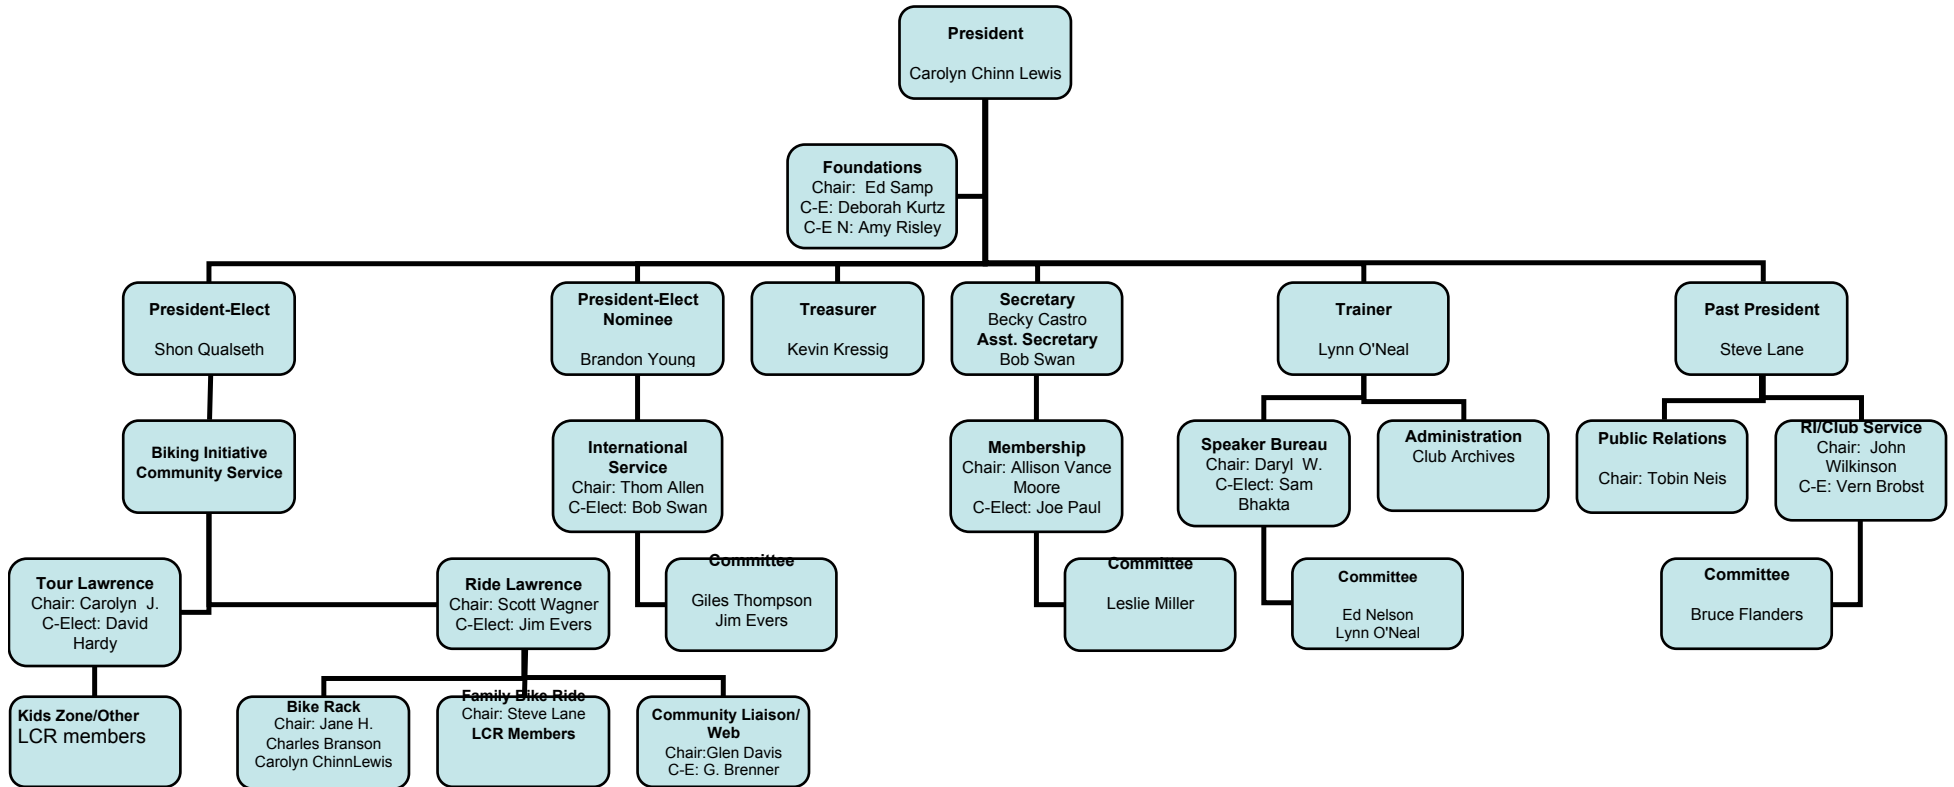 President
Carolyn Chinn Lewis
Foundations
Chair: Ed Samp
C-E: Deborah Kurtz
C-E N: Amy Risley
President-Elect
Shon Qualseth
President-Elect
Nominee
Brandon Young
Treasurer
Kevin Kressig
Secretary
Becky Castro
Asst. Secretary
Bob Swan
Trainer
Lynn O'Neal
Past President
Steve Lane
Biking Initiative
Community Service
International
Service
Chair: Thom Allen
C-Elect: Bob Swan
Membership
Chair: Allison Vance
Moore
C-Elect: Joe Paul
Speaker Bureau
Chair: Daryl W.
C-Elect: Sam
Bhakta
Administration
Club Archives
Public Relations
Chair: Tobin Neis
RI/Club Service
Chair: John
Wilkinson
C-E: Vern Brobst
Tour Lawrence
Chair: Carolyn J.
C-Elect: David
Hardy
Ride Lawrence
Chair: Scott Wagner
C-Elect: Jim Evers
Committee
Giles Thompson
Jim Evers
Committee
Leslie Miller
Committee
Ed Nelson
Lynn O'Neal
Committee
Bruce Flanders
Kids Zone/Other
LCR members
Bike Rack
Chair: Jane H.
Charles Branson
Carolyn ChinnLewis
Family Bike Ride
Chair: Steve Lane
LCR Members
Community Liaison/
Web
Chair:Glen Davis
C-E: G. Brenner